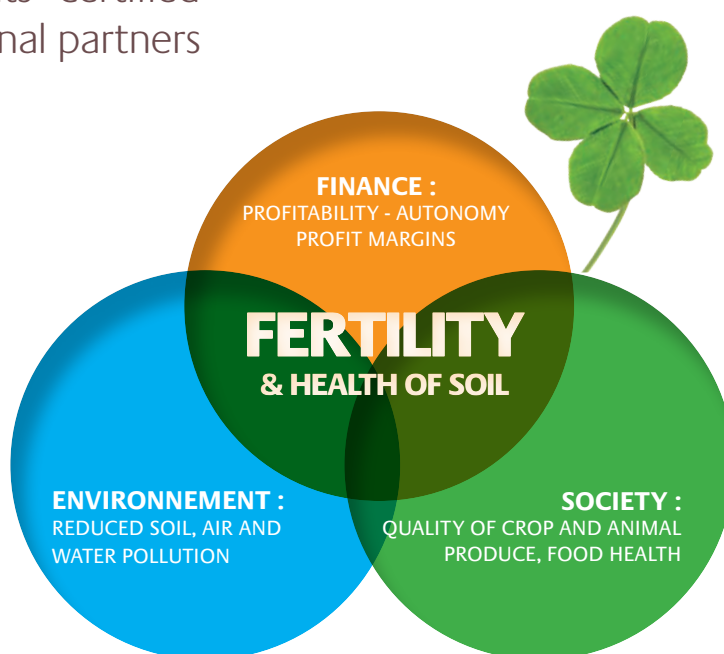 certified
nal partners
FINANCE :
PROFITABILITY - AUTONOMY
PROFIT MARGINS
FERTILITY
& HEALTH OF SOIL
ENVIRONNEMENT :
REDUCED SOIL, AIR AND
WATER POLLUTION
SOCIETY :
QUALITY OF CROP AND ANIMAL
PRODUCE, FOOD HEALTH